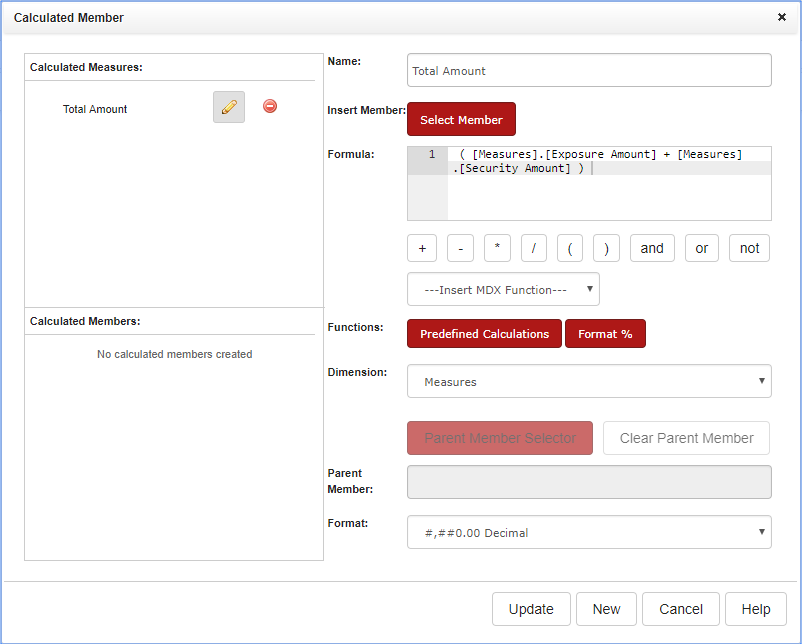 Calculated Member
×
Calculated Measures:
Total Amount
Calculated Members:
No calculated members created
Name:
Total Amount
Insert Member:
Select Member
Formula:
1 ( [Measures].[Exposure Amount] + [Measures]
.[Security Amount] )
+ - * / ( ) and or not
---Insert MDX Function---
Functions:
Predefined Calculations Format %
Dimension:
Measures
Parent Member Selector Clear Parent Member
Parent
Member:
Format:
#,##0.00 Decimal
Update New Cancel Help